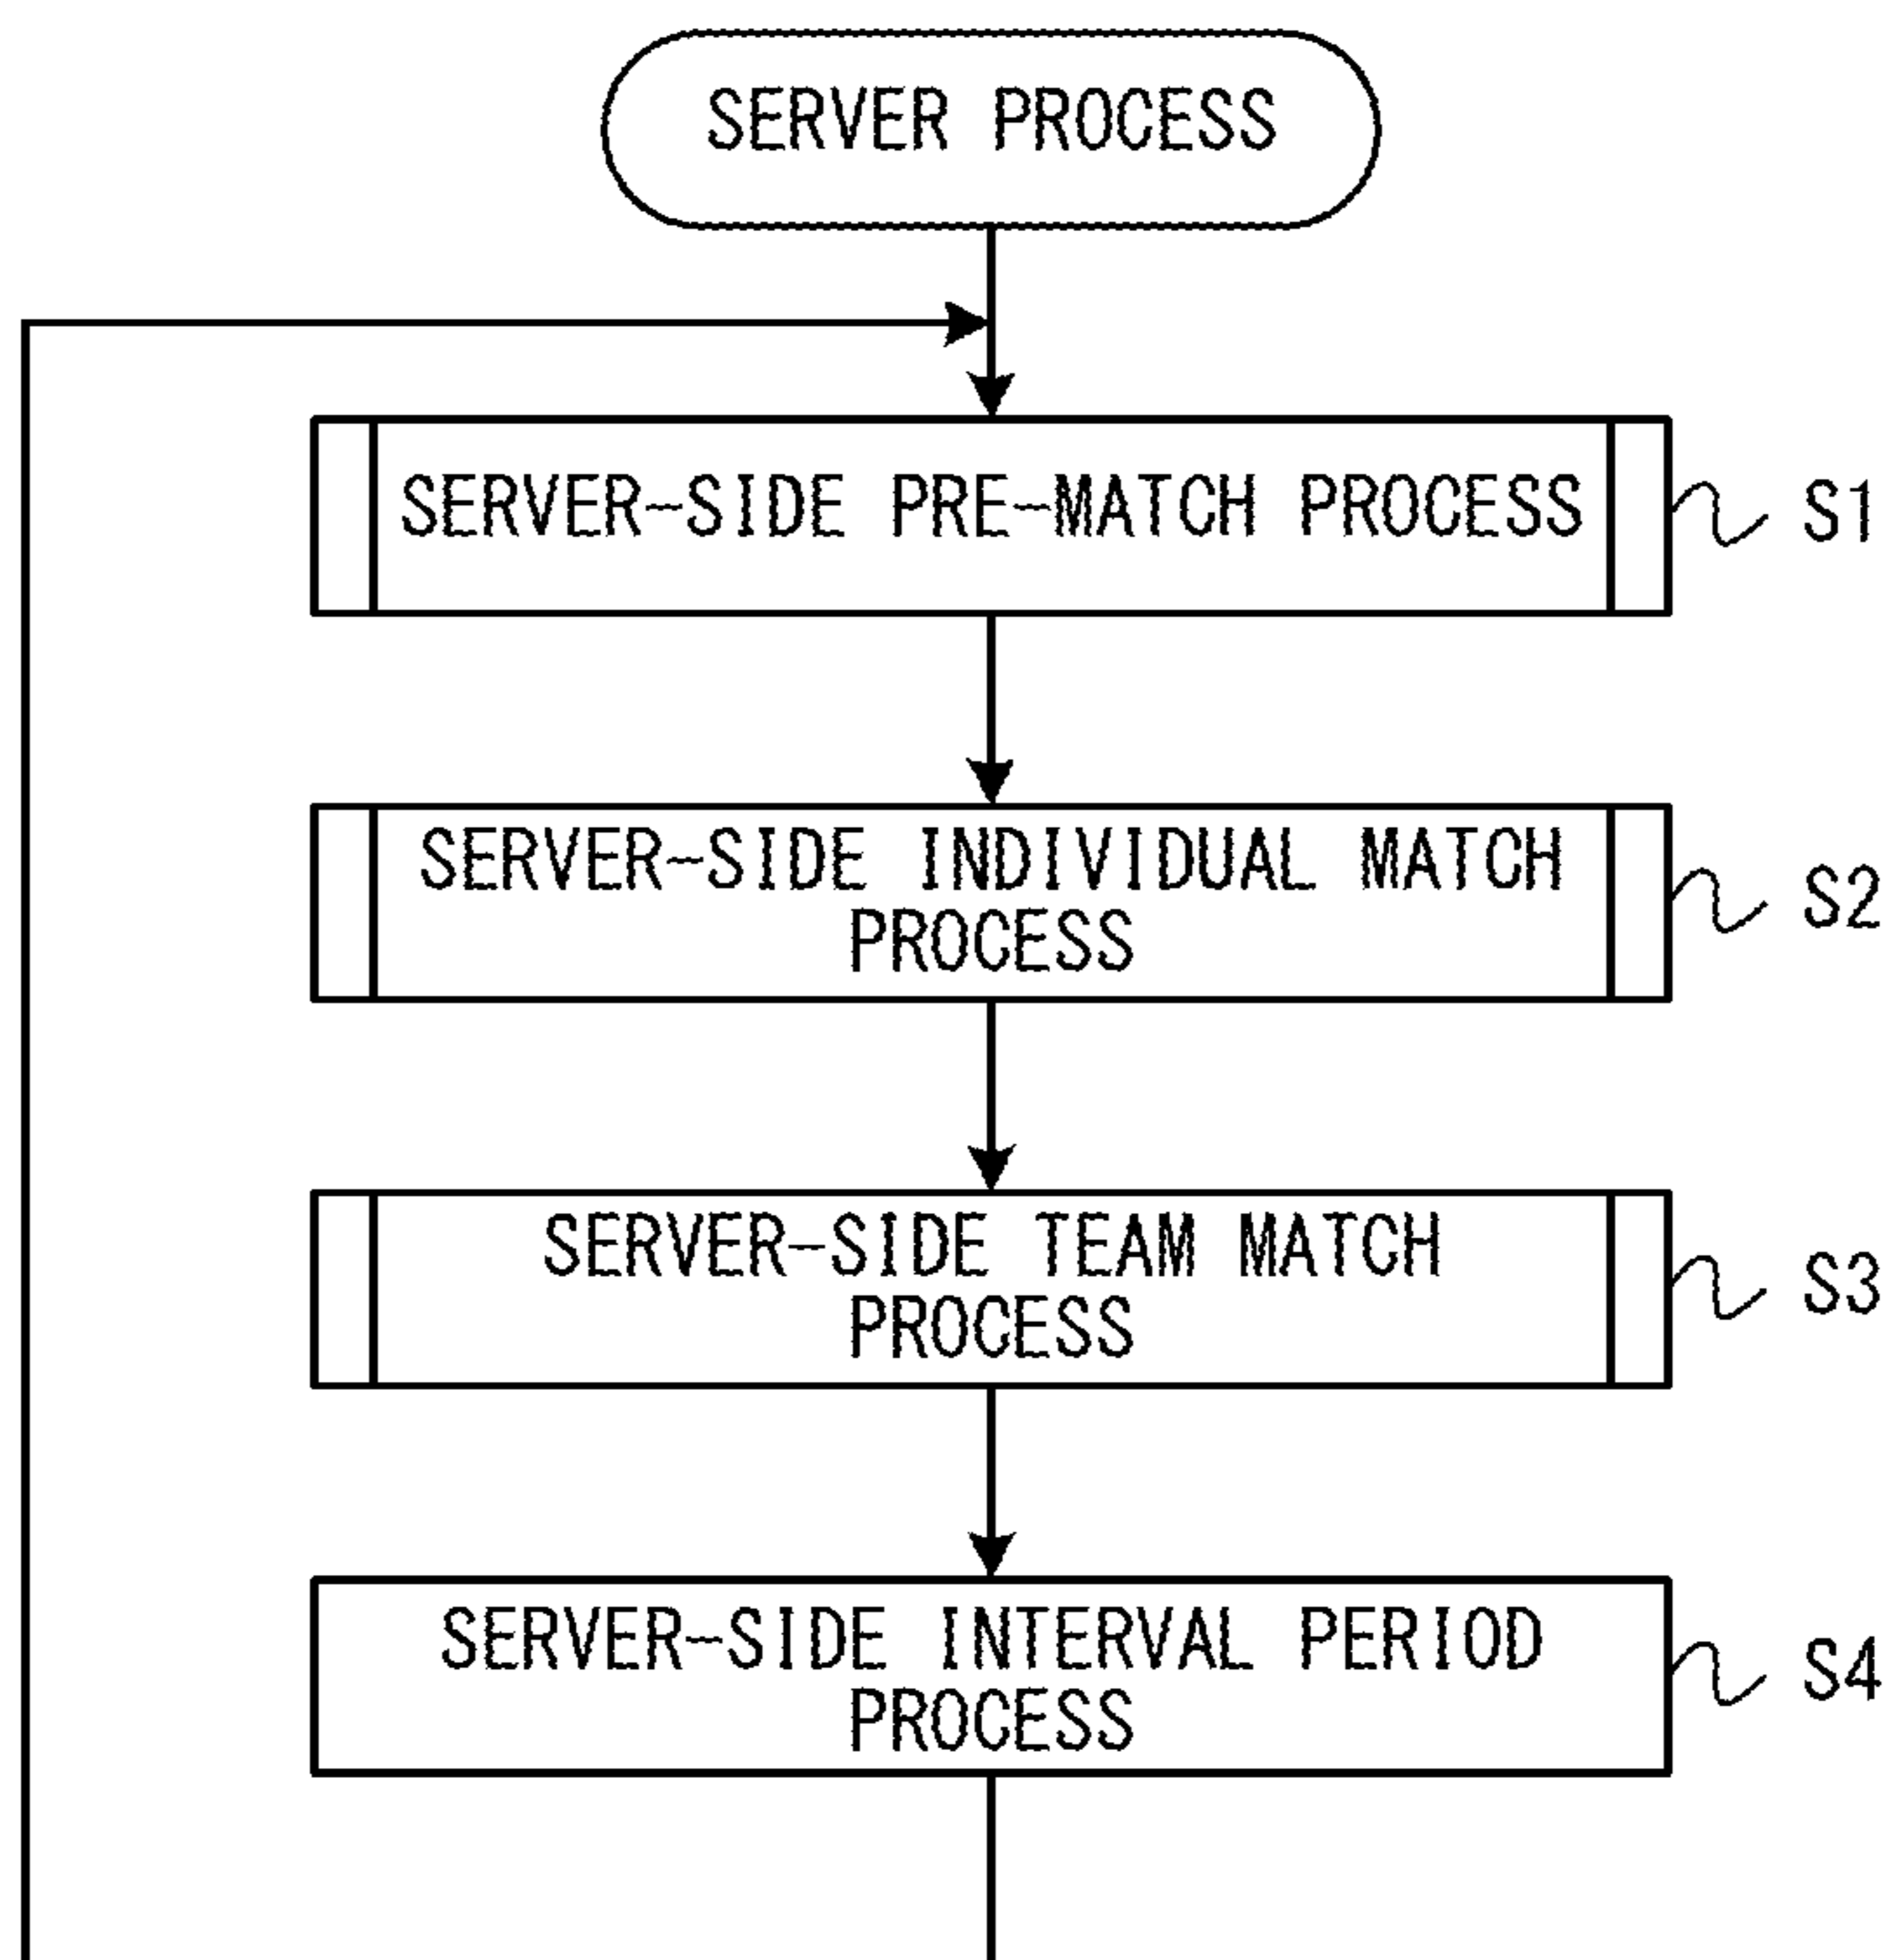 SERVER PROCESS
SERVER-SIDE PRE-MATCH PROCESS
S1
SERVER-SIDE INDIVIDUAL MATCH
PROCESS
S2
SERVER-SIDE TEAM MATCH
PROCESS
S3
SERVER-SIDE INTERVAL PERIOD
PROCESS
S4